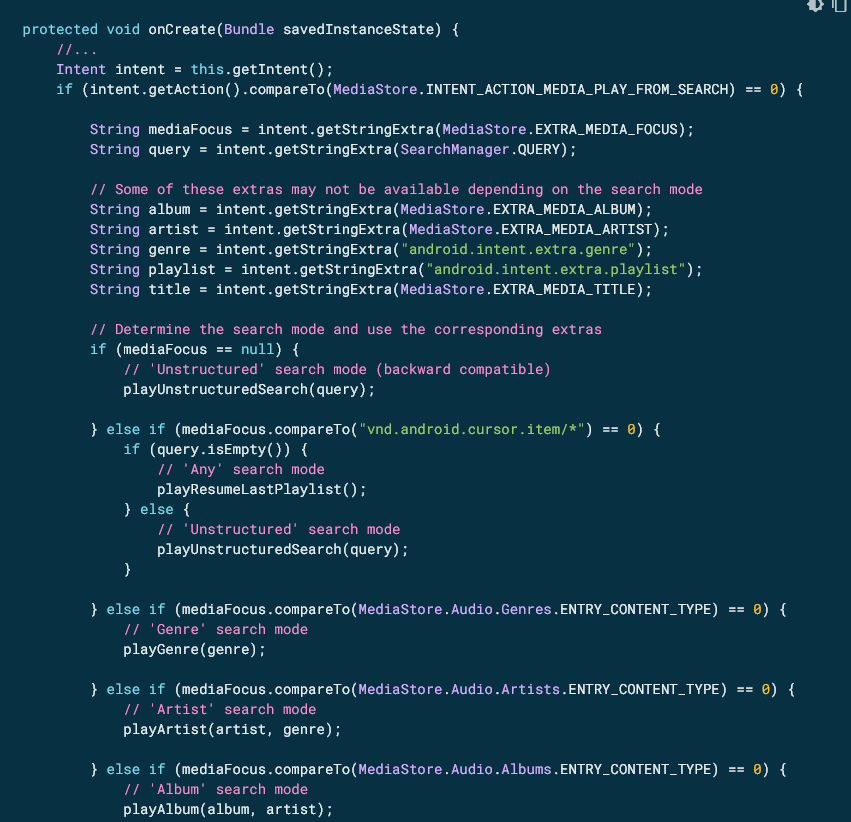 protected void onCreate(Bundle savedInstanceState) {
    //...
    Intent intent = this.getIntent();
    if (intent.getAction().compareTo(MediaStore.INTENT_ACTION_MEDIA_PLAY_FROM_SEARCH) == 0) {

        String mediaFocus = intent.getStringExtra(MediaStore.EXTRA_MEDIA_FOCUS);
        String query = intent.getStringExtra(SearchManager.QUERY);

        // Some of these extras may not be available depending on the search mode
        String album = intent.getStringExtra(MediaStore.EXTRA_MEDIA_ALBUM);
        String artist = intent.getStringExtra(MediaStore.EXTRA_MEDIA_ARTIST);
        String genre = intent.getStringExtra("android.intent.extra.genre");
        String playlist = intent.getStringExtra("android.intent.extra.playlist");
        String title = intent.getStringExtra(MediaStore.EXTRA_MEDIA_TITLE);

        // Determine the search mode and use the corresponding extras
        if (mediaFocus == null) {
            // 'Unstructured' search mode (backward compatible)
            playUnstructuredSearch(query);

        } else if (mediaFocus.compareTo("vnd.android.cursor.item/*") == 0) {
            if (query.isEmpty()) {
                // 'Any' search mode
                playResumeLastPlaylist();
            } else {
                // 'Unstructured' search mode
                playUnstructuredSearch(query);
            }

        } else if (mediaFocus.compareTo(MediaStore.Audio.Genres.ENTRY_CONTENT_TYPE) == 0) {
            // 'Genre' search mode
            playGenre(genre);

        } else if (mediaFocus.compareTo(MediaStore.Audio.Artists.ENTRY_CONTENT_TYPE) == 0) {
            // 'Artist' search mode
            playArtist(artist, genre);

        } else if (mediaFocus.compareTo(MediaStore.Audio.Albums.ENTRY_CONTENT_TYPE) == 0) {
            // 'Album' search mode
            playAlbum(album, artist);